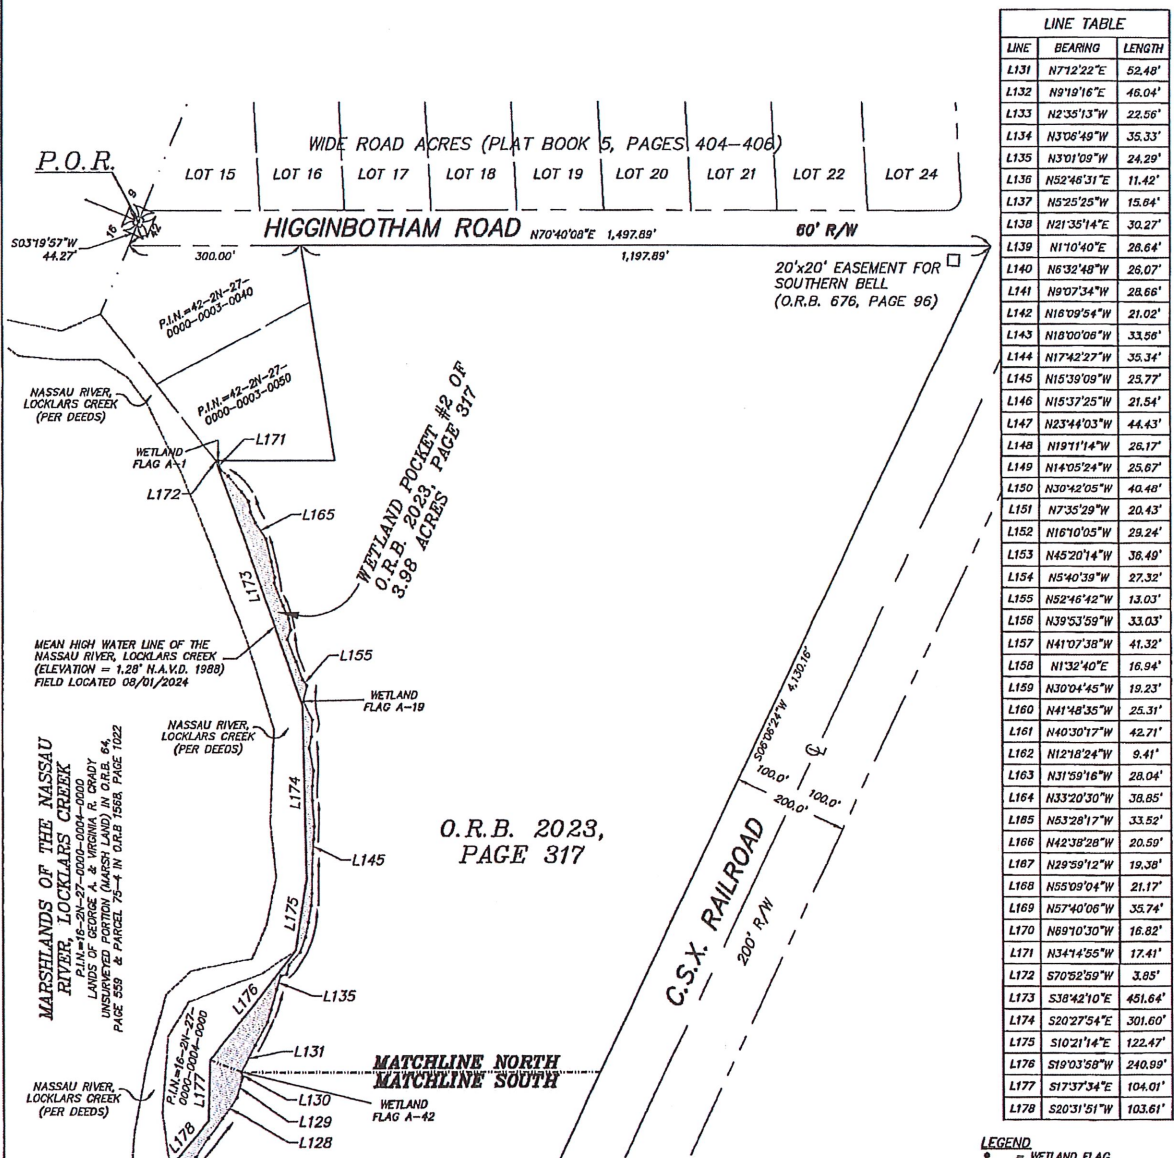 WIDE ROAD ACRES (PLAT BOOK 5, PAGES 404-406)
P.O.R.
LOT 15 LOT 16 LOT 17 LOT 18 LOT 19 LOT 20 LOT 21 LOT 22 LOT 24
9
16
42
HIGGINBOTHAM ROAD N70°40'08"E 1,497.89' 60' R/W
S03°19'57"W
44.27'
300.00'
1,197.89'
20'x20' EASEMENT FOR
SOUTHERN BELL
(O.R.B. 676, PAGE 96)
P.I.N.=42-2N-27-
0000-0003-0040
P.I.N.=42-2N-27-
0000-0003-0050
NASSAU RIVER,
LOCKLARS CREEK
(PER DEEDS)
WETLAND
FLAG A-1
L171
L172
L165
WETLAND POCKET #2 OF
O.R.B. 2023, PAGE 317
3.98 ACRES
L173
MEAN HIGH WATER LINE OF THE
NASSAU RIVER, LOCKLARS CREEK
(ELEVATION = 1.28' N.A.V.D. 1988)
FIELD LOCATED 08/01/2024
L155
WETLAND
FLAG A-19
NASSAU RIVER,
LOCKLARS CREEK
(PER DEEDS)
S06°06'24"W 4,130.16'
100.0'
100.0'
200.0'
MARSHLANDS OF THE NASSAU
RIVER, LOCKLARS CREEK
P.I.N.=16-2N-27-0000-0004-0000
LANDS OF GEORGE A. & VIRGINIA R. CRADY
UNSURVEYED PORTION (MARSH LAND) IN O.R.B. 64,
PAGE 559 & PARCEL 75-4 IN O.R.B 1568, PAGE 1022
L174
O.R.B. 2023,
PAGE 317
L145
C.S.X. RAILROAD
200' R/W
L175
L176
L135
P.I.N.=16-2N-27-
0000-0004-0000
L177
L131
MATCHLINE NORTH
MATCHLINE SOUTH
L130
WETLAND
FLAG A-42
L129
L128
L178
NASSAU RIVER,
LOCKLARS CREEK
(PER DEEDS)
LINE TABLE
LINE BEARING LENGTH
L131 N7°12'22"E 52.48'
L132 N9°19'16"E 46.04'
L133 N2°35'13"W 22.56'
L134 N3°06'49"W 35.33'
L135 N3°01'09"W 24.29'
L136 N52°46'31"E 11.42'
L137 N5°25'25"W 15.64'
L138 N21°35'14"E 30.27'
L139 N1°10'40"E 26.64'
L140 N6°32'48"W 26.07'
L141 N9°07'34"W 28.66'
L142 N16°09'54"W 21.02'
L143 N18°00'06"W 33.56'
L144 N17°42'27"W 35.34'
L145 N15°39'09"W 25.77'
L146 N15°37'25"W 21.54'
L147 N23°44'03"W 44.43'
L148 N19°11'14"W 26.17'
L149 N14°05'24"W 25.67'
L150 N30°42'05"W 40.48'
L151 N7°35'29"W 20.43'
L152 N16°10'05"W 29.24'
L153 N45°20'14"W 36.49'
L154 N5°40'39"W 27.32'
L155 N52°46'42"W 13.03'
L156 N39°53'59"W 33.03'
L157 N41°07'38"W 41.32'
L158 N1°32'40"E 16.94'
L159 N30°04'45"W 19.23'
L160 N41°48'35"W 25.31'
L161 N40°30'17"W 42.71'
L162 N12°18'24"W 9.41'
L163 N31°59'16"W 28.04'
L164 N33°20'30"W 38.85'
L165 N53°28'17"W 33.52'
L166 N42°38'28"W 20.59'
L167 N29°59'12"W 19.38'
L168 N55°09'04"W 21.17'
L169 N57°40'06"W 35.74'
L170 N69°10'30"W 16.82'
L171 N34°14'55"W 17.41'
L172 S70°52'59"W 3.85'
L173 S38°42'10"E 451.64'
L174 S20°27'54"E 301.60'
L175 S10°21'14"E 122.47'
L176 S19°03'58"W 240.99'
L177 S17°37'34"E 104.01'
L178 S20°31'51"W 103.61'
LEGEND
= WETLAND FLAG